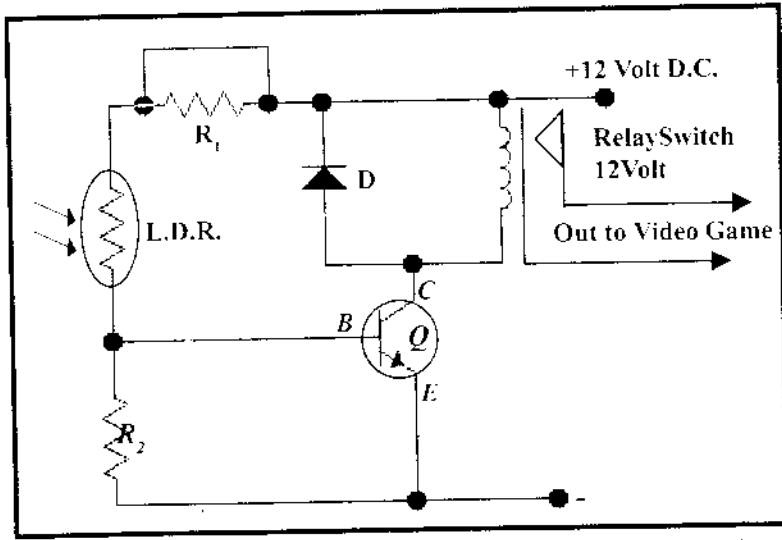 +12 Volt D.C.
R1
RelaySwitch
12Volt
D
L.D.R.
Out to Video Game
C
B
Q
E
R2
-